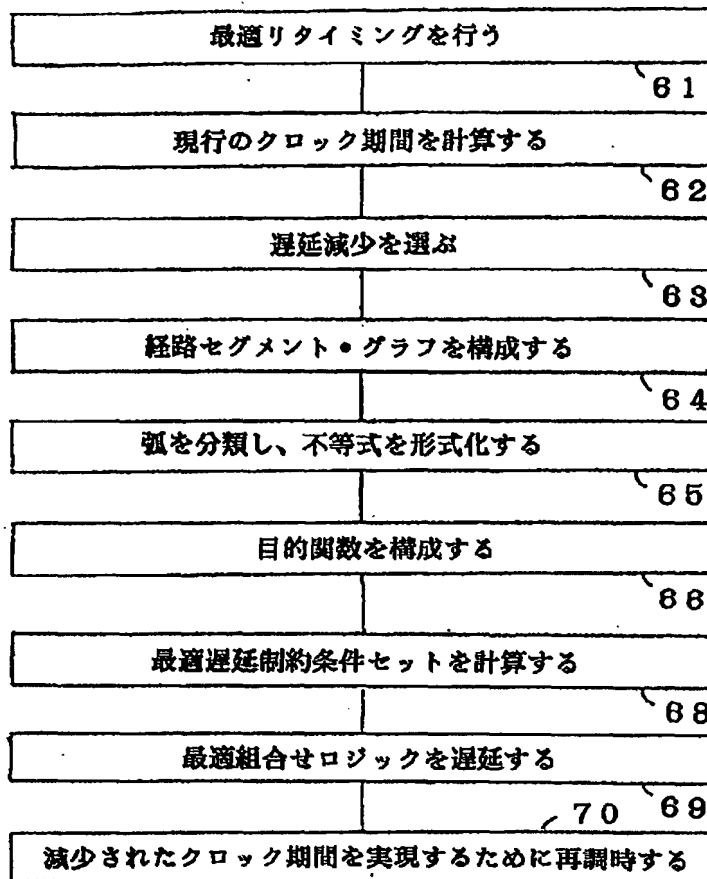 最適リタイミングを行う
61
現行のクロック期間を計算する
62
遅延減少を選ぶ
63
経路セグメント・グラフを構成する
64
弧を分類し、不等式を形式化する
65
目的関数を構成する
66
最適遅延制約条件セットを計算する
68
最適組合せロジックを遅延する
70 69
減少されたクロック期間を実現するために再調時する